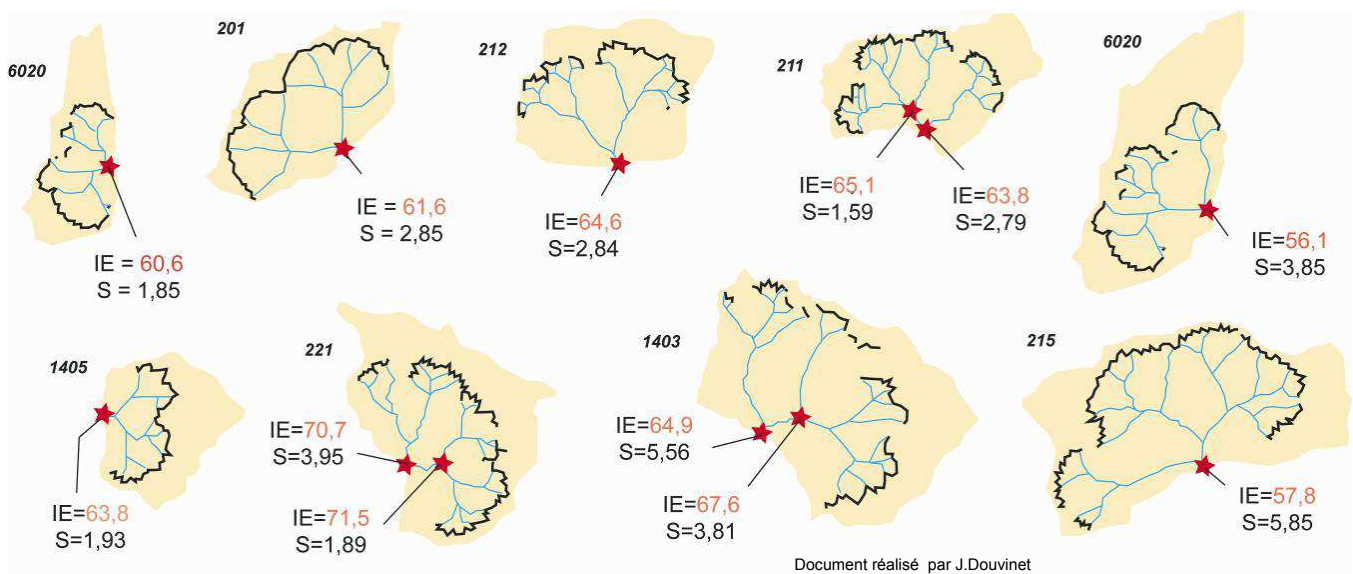 6020
201
212
211
6020
IE = 60,6
S = 1,85
IE = 61,6
S = 2,85
IE=64,6
S=2,84
IE=65,1
S=1,59
IE=63,8
S=2,79
IE=56,1
S=3,85
1405
221
1403
215
IE=63,8
S=1,93
IE=70,7
S=3,95
IE=71,5
S=1,89
IE=64,9
S=5,56
IE=67,6
S=3,81
IE=57,8
S=5,85
Document réalisé par J.Douvinet